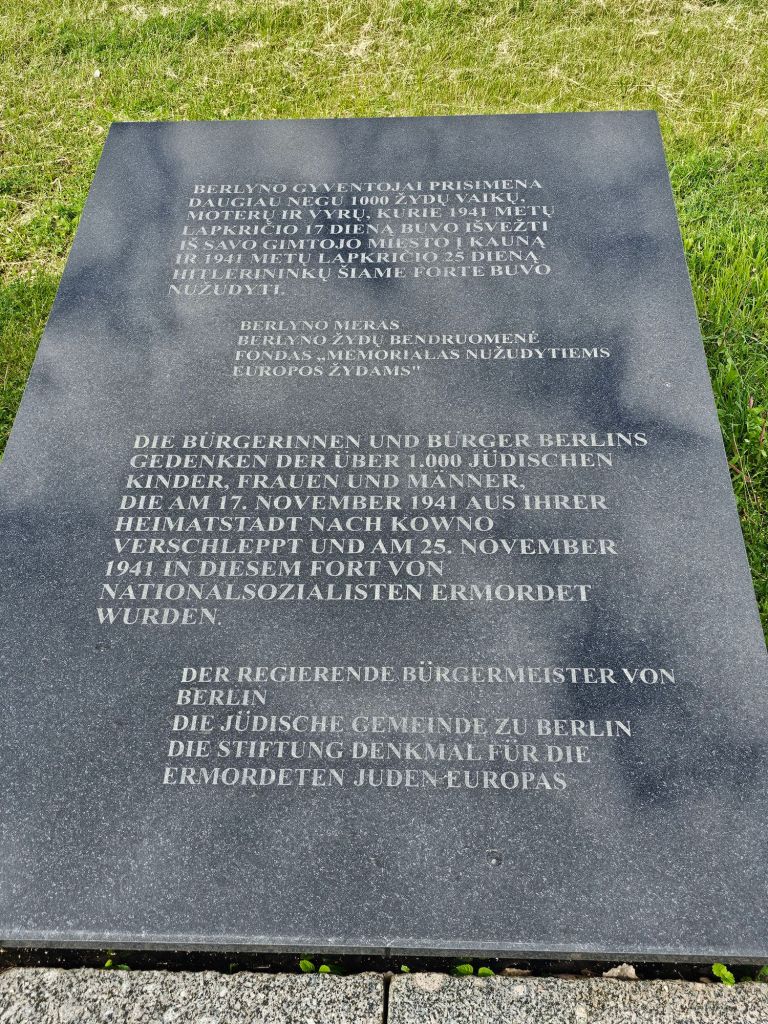 BERLYNO GYVENTOJAI PRISIMENA
DAUGIAU NEGU 1000 ŽYDŲ VAIKŲ,
MOTERŲ IR VYRŲ, KURIE 1941 METŲ
LAPKRIČIO 17 DIENĄ BUVO IŠVEŽTI
IŠ SAVO GIMTOJO MIESTO Į KAUNĄ
IR 1941 METŲ LAPKRIČIO 25 DIENĄ
HITLERININKŲ ŠIAME FORTE BUVO
NUŽUDYTI.
BERLYNO MERAS
BERLYNO ŽYDŲ BENDRUOMENĖ
FONDAS „MEMORIALAS NUŽUDYTIEMS
EUROPOS ŽYDAMS"
DIE BÜRGERINNEN UND BÜRGER BERLINS
GEDENKEN DER ÜBER 1.000 JÜDISCHEN
KINDER, FRAUEN UND MÄNNER,
DIE AM 17. NOVEMBER 1941 AUS IHRER
HEIMATSTADT NACH KOWNO
VERSCHLEPPT UND AM 25. NOVEMBER
1941 IN DIESEM FORT VON
NATIONALSOZIALISTEN ERMORDET
WURDEN.
DER REGIERENDE BÜRGERMEISTER VON
BERLIN
DIE JÜDISCHE GEMEINDE ZU BERLIN
DIE STIFTUNG DENKMAL FÜR DIE
ERMORDETEN JUDEN EUROPAS